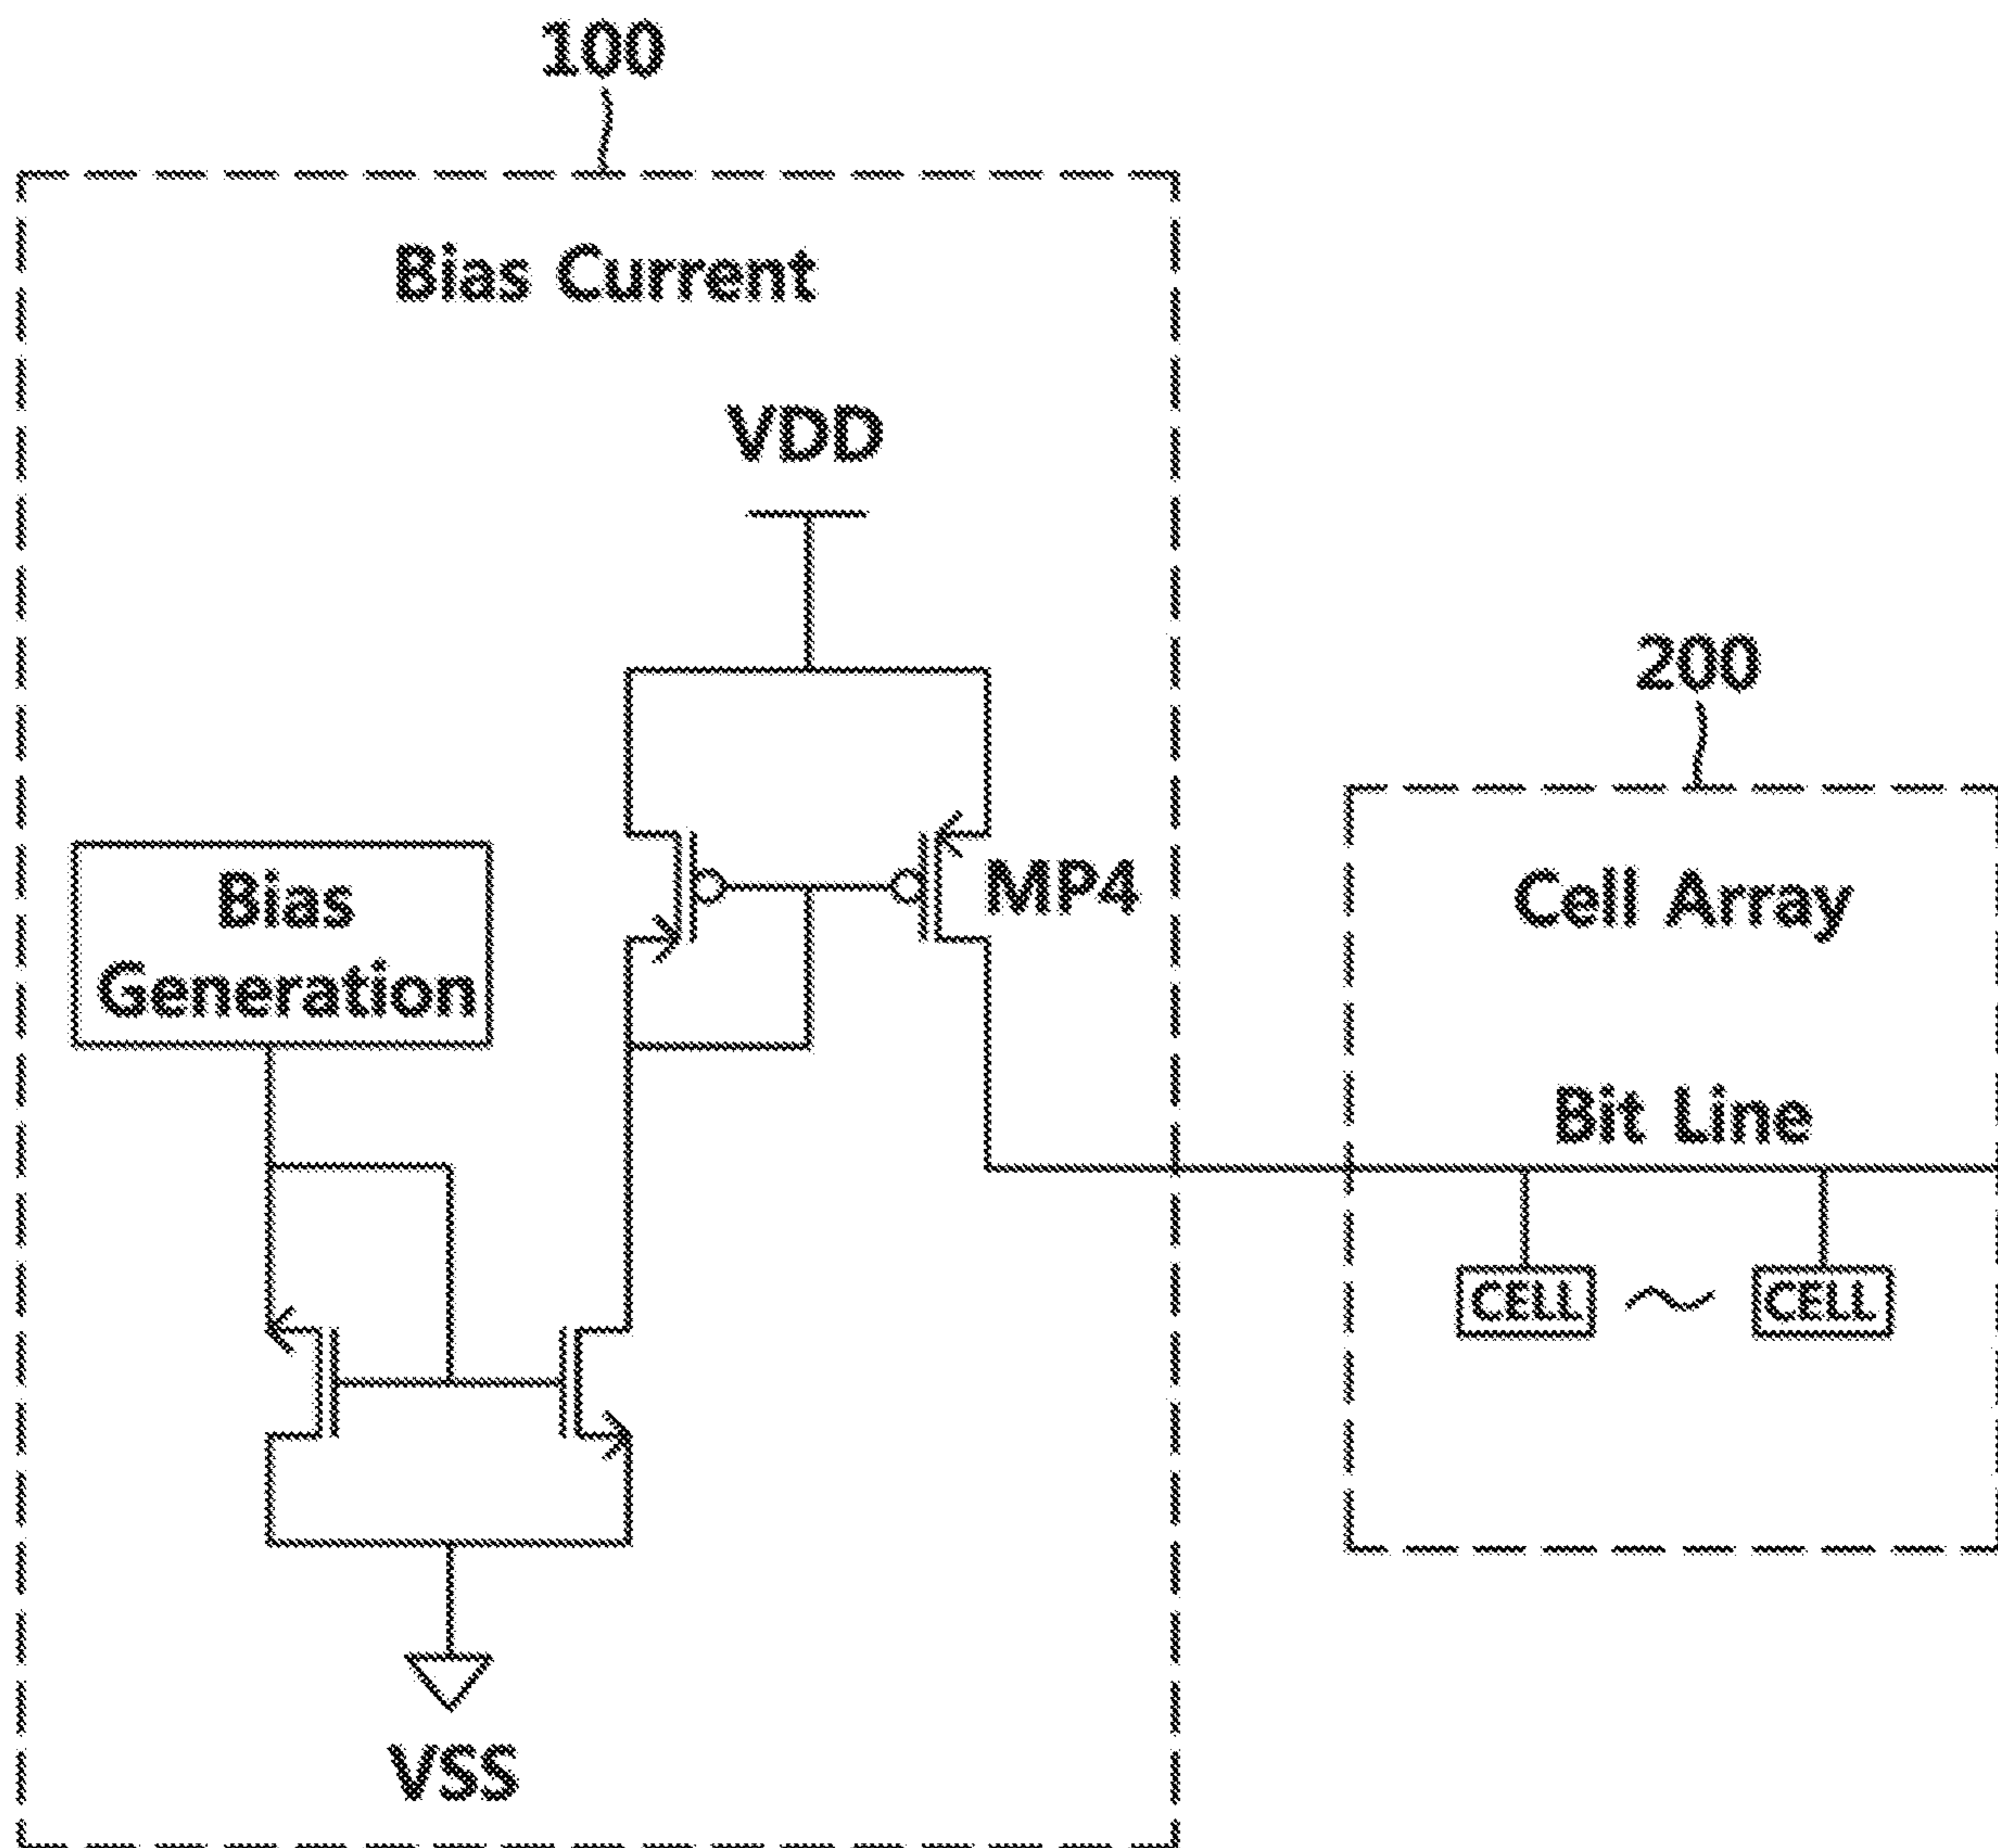 100
Bias Current
VDD
200
MP4
Bias
Generation
Cell Array
Bit Line
CELL ~ CELL
VSS